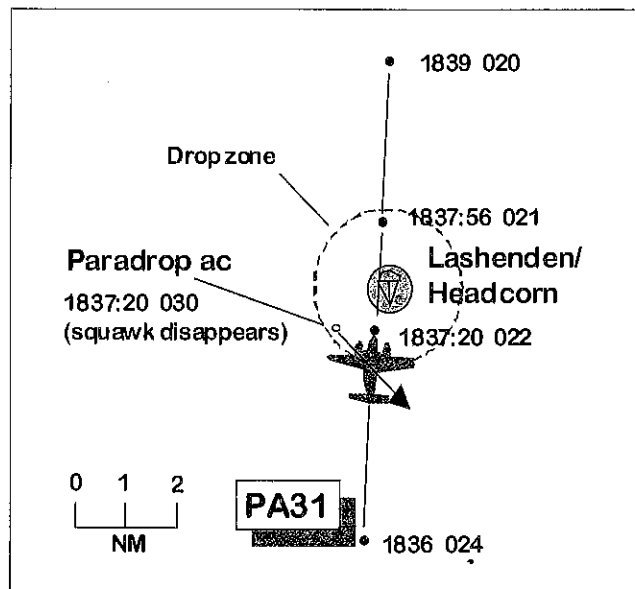 1839 020
Drop zone
1837:56 021
Paradrop ac
Lashenden/
Headcorn
1837:20 030
(squawk disappears)
1837:20 022
0 1 2
NM
PA31
1836 024